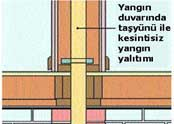 Yangın
duvarında
taşyünü ile
kesintisiz
yangın
yalıtımı